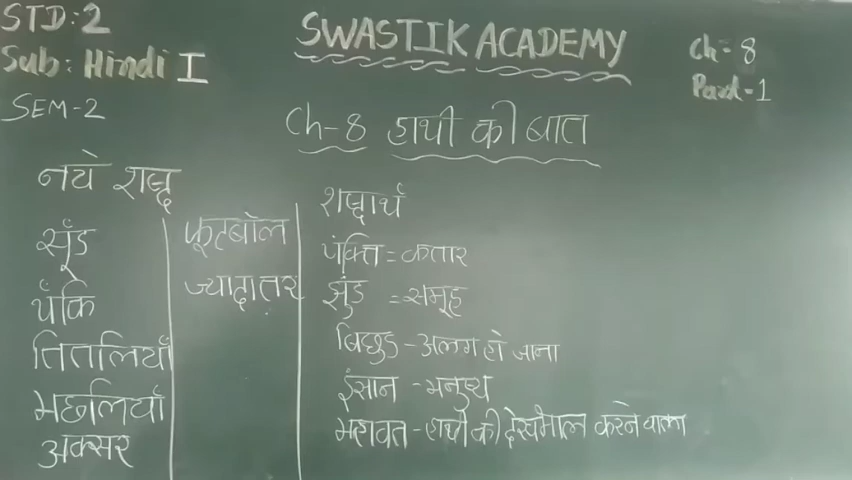 STD: 2
Sub: Hindi I
SEM-2
SWASTIK ACADEMY
Ch- 8
Part-1
Ch-8 हाथी की बात
नये शब्द
सूँड
पँक्ति
तितलियाँ
मछलियाँ
अक्सर
फूटबोल
ज्यादातर
शब्दार्थ
पंक्ति = कतार
झुंड = समूह
बिछुड - अलग हो जाना
इंसान - मनुष्य
महावत - हाथी की देखभाल करने वाला